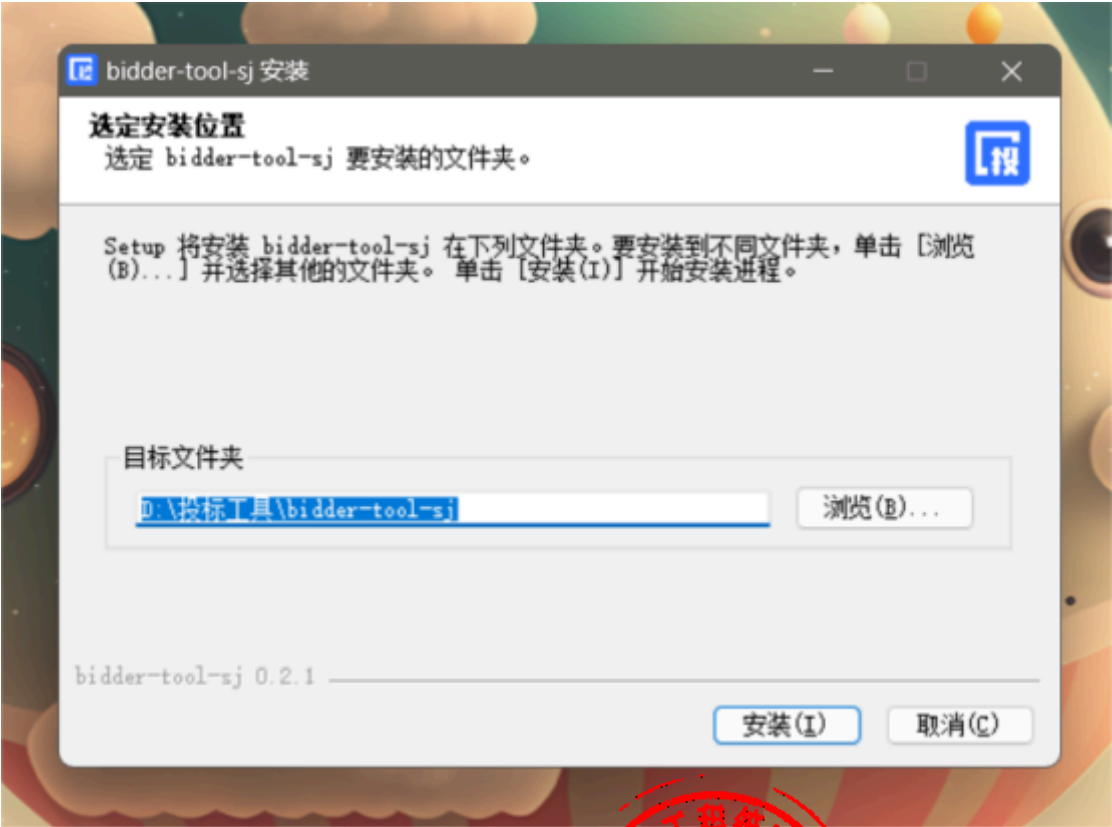 bidder-tool-sj 安装
选定安装位置
选定 bidder-tool-sj 要安装的文件夹。
投
Setup 将安装 bidder-tool-sj 在下列文件夹。要安装到不同文件夹，单击 [浏览
(B)...] 并选择其他的文件夹。 单击 [安装(I)] 开始安装进程。
目标文件夹
D:\投标工具\bidder-tool-sj
浏览(B)...
bidder-tool-sj 0.2.1
安装(I)
取消(C)